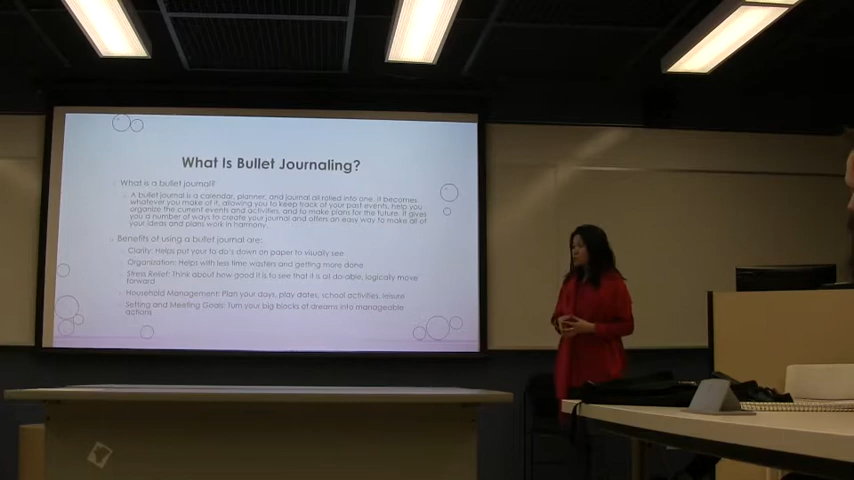 What Is Bullet Journaling?
What is a bullet journal?
A bullet journal is a calendar, planner, and journal all rolled into one. It becomes
whatever you make of it, allowing you to keep track of your past events, help you
organize the current events and activities, and to make plans for the future. It gives
you a number of ways to create your journal and often an easy way to make all of
your ideas and plans work in harmony.
Benefits of using a bullet journal are:
Clarity: Helps put your to do's down on paper to visually see
Organization: Helps with less time wasters and getting more done
Stress Relief: Think about how good it is to see that it is all do-able, logically move
forward
Household Management: Plan your days, play dates, school activities, leisure
Setting and Meeting Goals: Turn your big blocks of dreams into manageable
actions